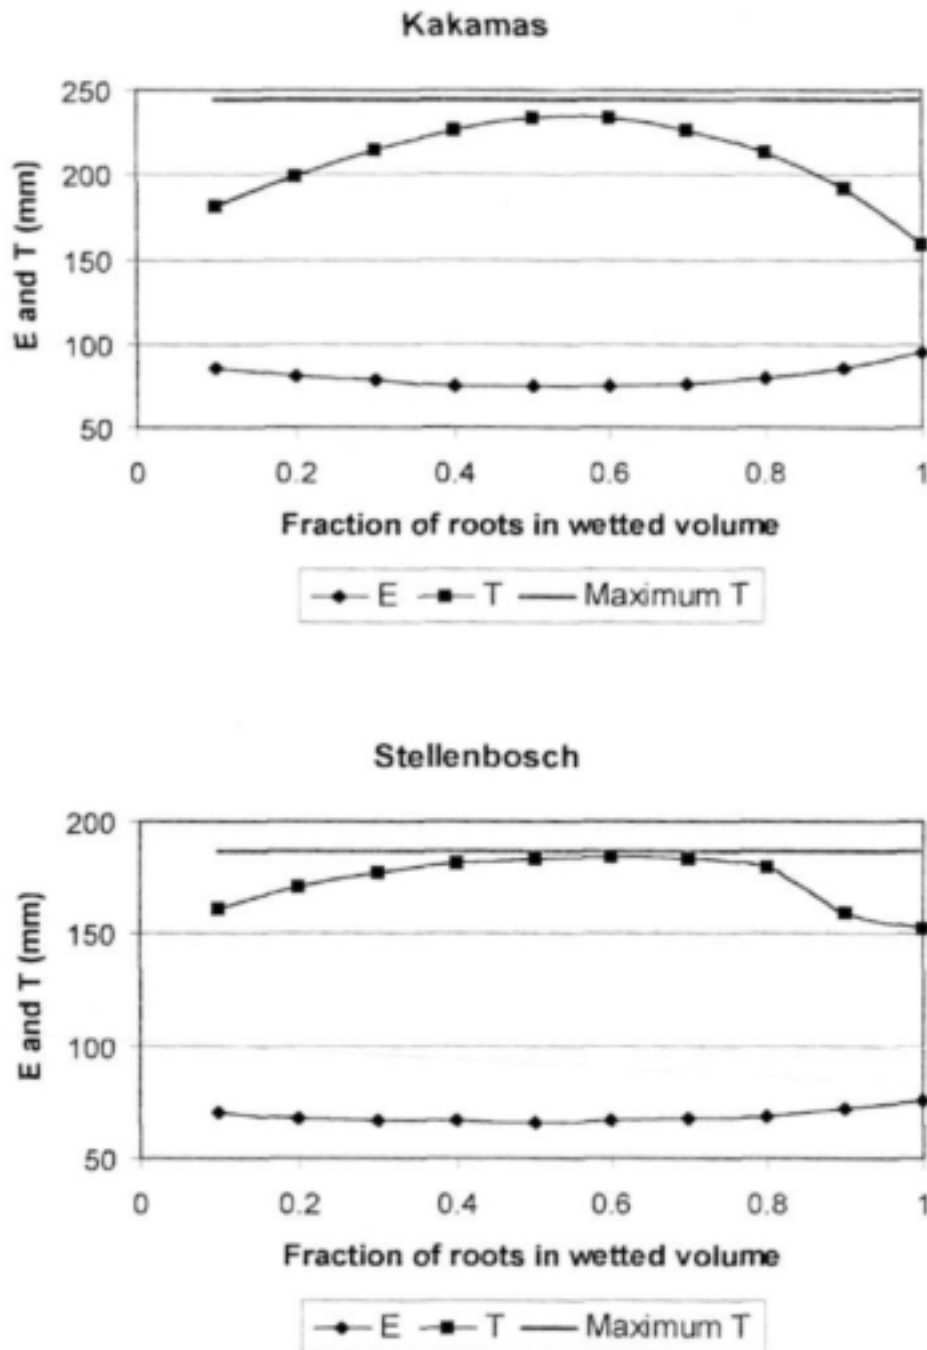 Kakamas
250
200
150
100
50
E and T (mm)
0 0.2 0.4 0.6 0.8 1
Fraction of roots in wetted volume
E T Maximum T
Stellenbosch
200
150
100
50
E and T (mm)
0 0.2 0.4 0.6 0.8 1
Fraction of roots in wetted volume
E T Maximum T